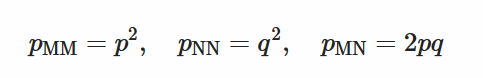 p_MM = p², p_NN = q², p_MN = 2pq